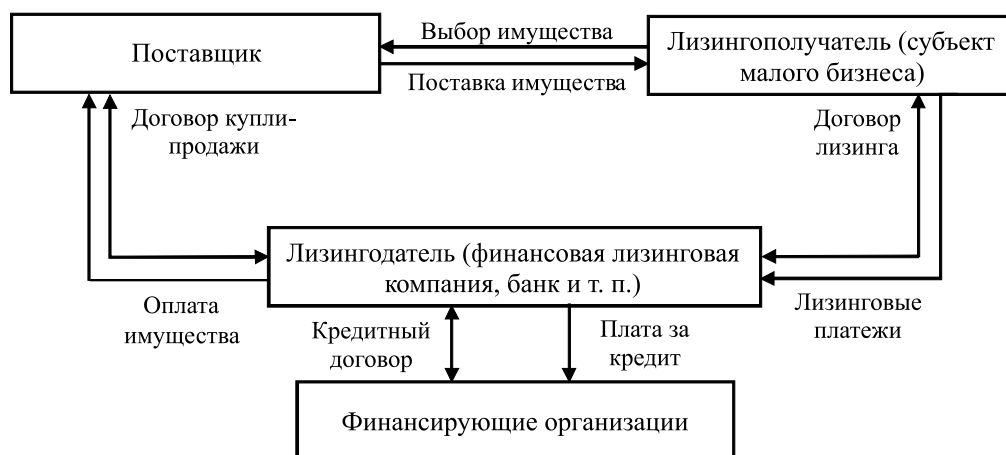 Поставщик
Выбор имущества
Поставка имущества
Лизингополучатель (субъект
малого бизнеса)
Договор купли-
продажи
Договор
лизинга
Лизингодатель (финансовая лизинговая
компания, банк и т. п.)
Оплата
имущества
Кредитный
договор
Плата за
кредит
Лизинговые
платежи
Финансирующие организации